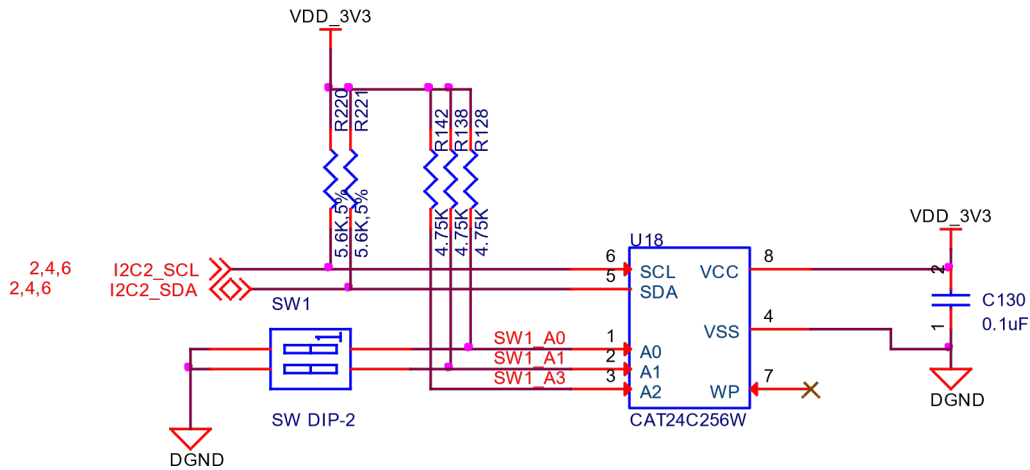 VDD_3V3
R220
R221
R142
R138
R128
5.6K,5%
5.6K,5%
4.75K
4.75K
4.75K
VDD_3V3
U18
2,4,6
I2C2_SCL
6
SCL
VCC
8
2
2,4,6
I2C2_SDA
5
SDA
C130
0.1uF
SW1
4
VSS
1
1
SW1_A0
1
A0
SW1_A1
2
A1
SW1_A3
3
A2
WP
7
DGND
SW DIP-2
CAT24C256W
DGND